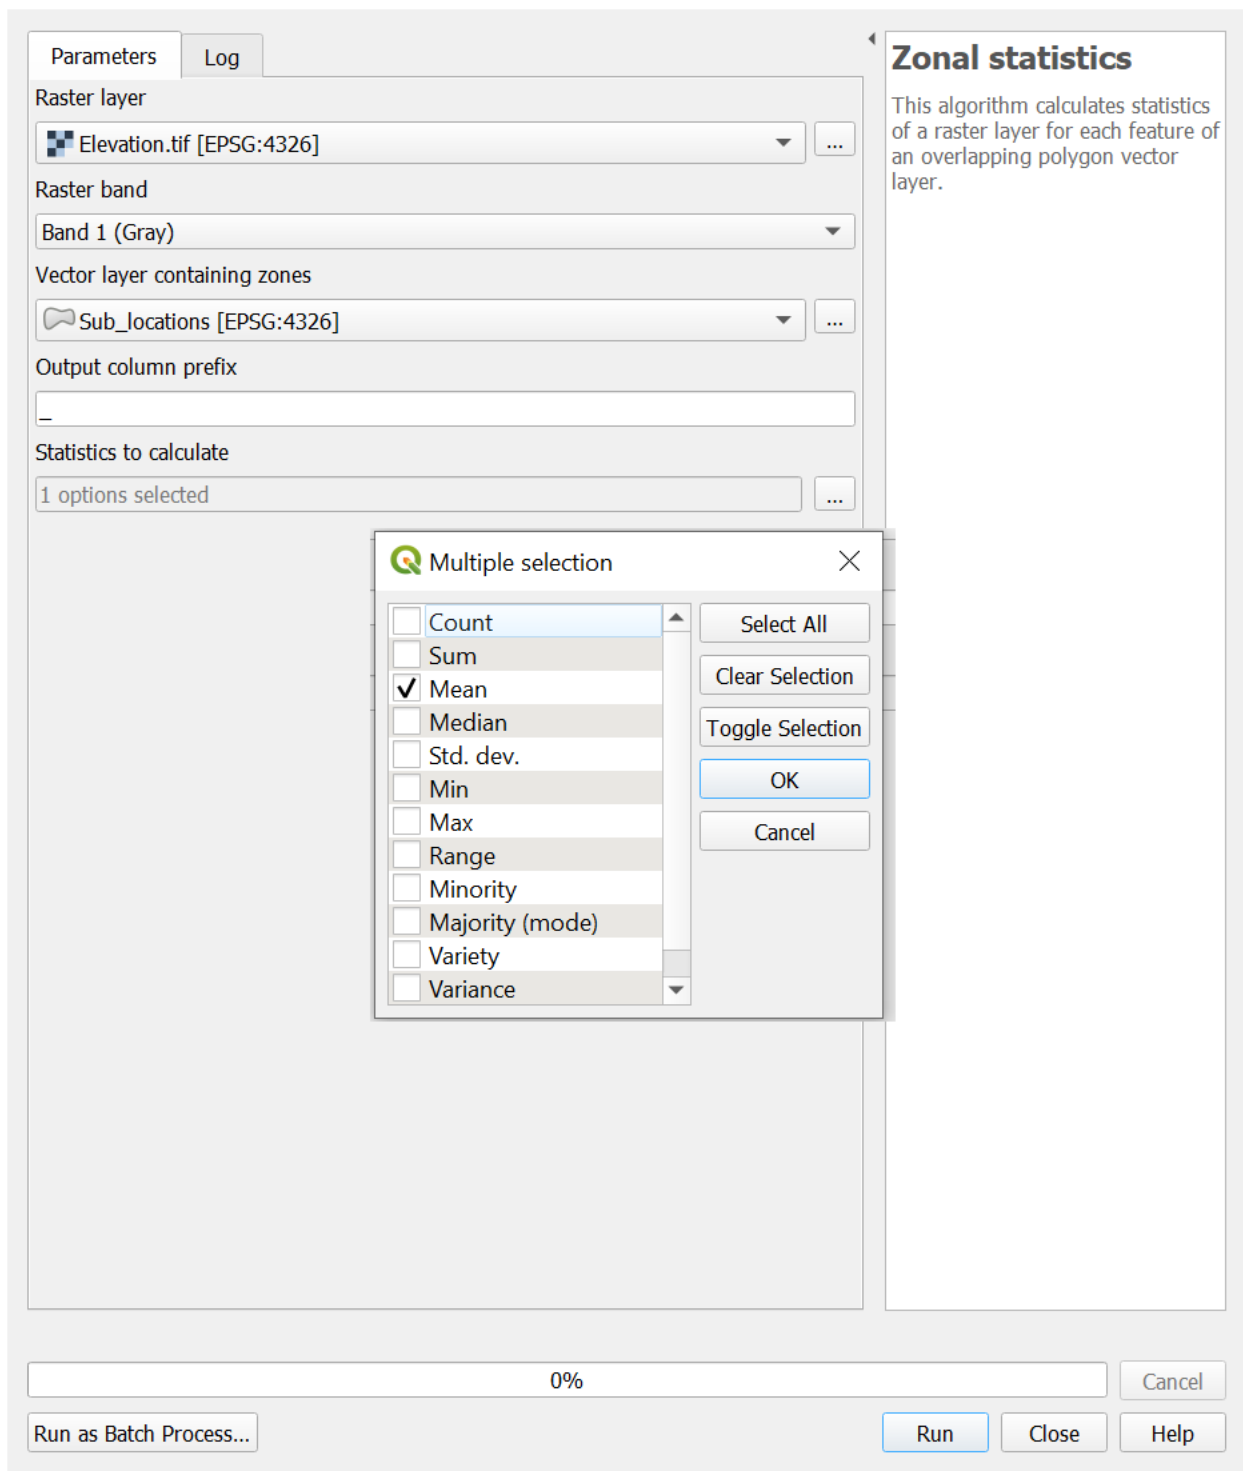 Parameters
Log
Raster layer
Elevation.tif [EPSG:4326]
...
Raster band
Band 1 (Gray)
Vector layer containing zones
Sub_locations [EPSG:4326]
...
Output column prefix
_
Statistics to calculate
1 options selected
...
Multiple selection
Count
Sum
Mean
Median
Std. dev.
Min
Max
Range
Minority
Majority (mode)
Variety
Variance
Select All
Clear Selection
Toggle Selection
OK
Cancel
Zonal statistics
This algorithm calculates statistics
of a raster layer for each feature of
an overlapping polygon vector
layer.
0%
Cancel
Run as Batch Process...
Run
Close
Help